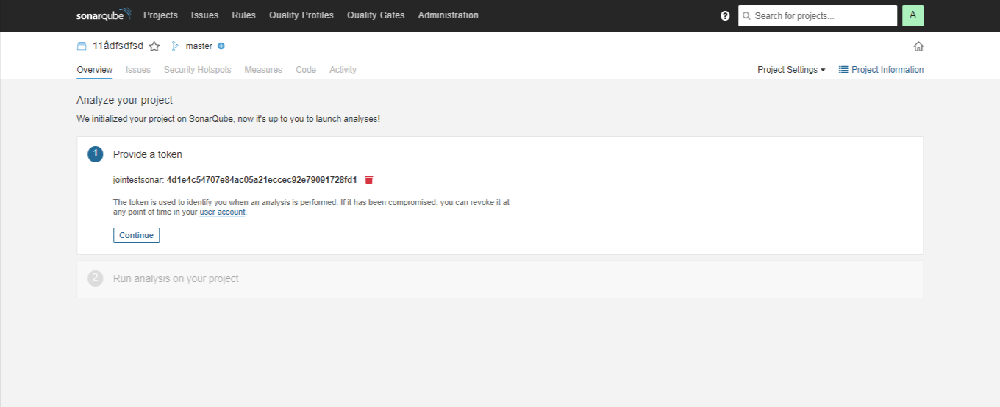 sonarqube Projects Issues Rules Quality Profiles Quality Gates Administration ? Search for projects... A
11ầdfsdfsd master
Overview Issues Security Hotspots Measures Code Activity Project Settings Project Information
Analyze your project
We initialized your project on SonarQube, now it's up to you to launch analyses!
1 Provide a token
jointestsonar: 4d1e4c54707e84ac05a21eccec92e79091728fd1
The token is used to identify you when an analysis is performed. If it has been compromised, you can revoke it at
any point of time in your user account.
Continue
2 Run analysis on your project